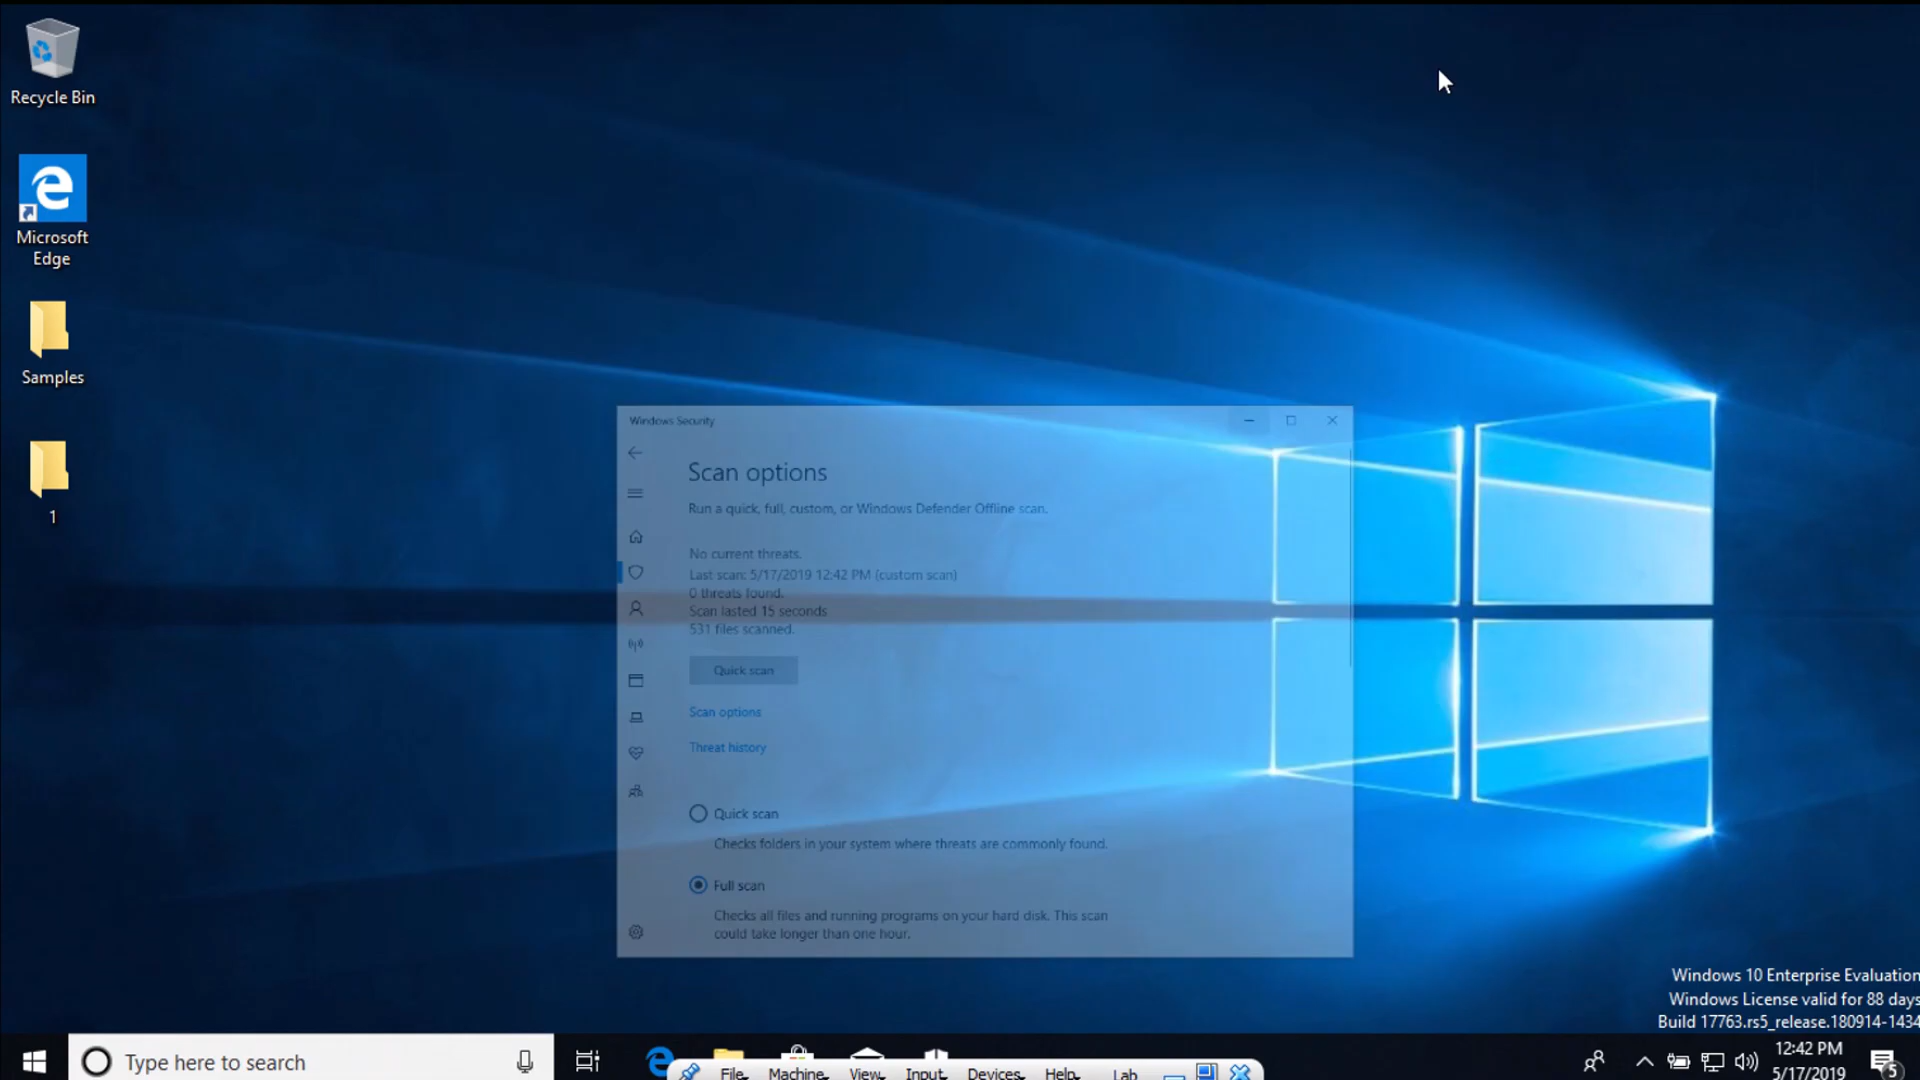 Recycle Bin
Microsoft
Edge
Samples
1
Windows Security
Scan options
Run a quick, full, custom, or Windows Defender Offline scan.
No current threats.
Last scan: 5/17/2019 12:42 PM (custom scan)
0 threats found.
Scan lasted 15 seconds
531 files scanned.
Quick scan
Scan options
Threat history
Quick scan
Checks folders in your system where threats are commonly found.
Full scan
Checks all files and running programs on your hard disk. This scan
could take longer than one hour.
Windows 10 Enterprise Evaluation
Windows License valid for 88 days
Build 17763.rs5_release.180914-1434
Type here to search
File Machine View Input Devices Help Lab
12:42 PM
5/17/2019
5